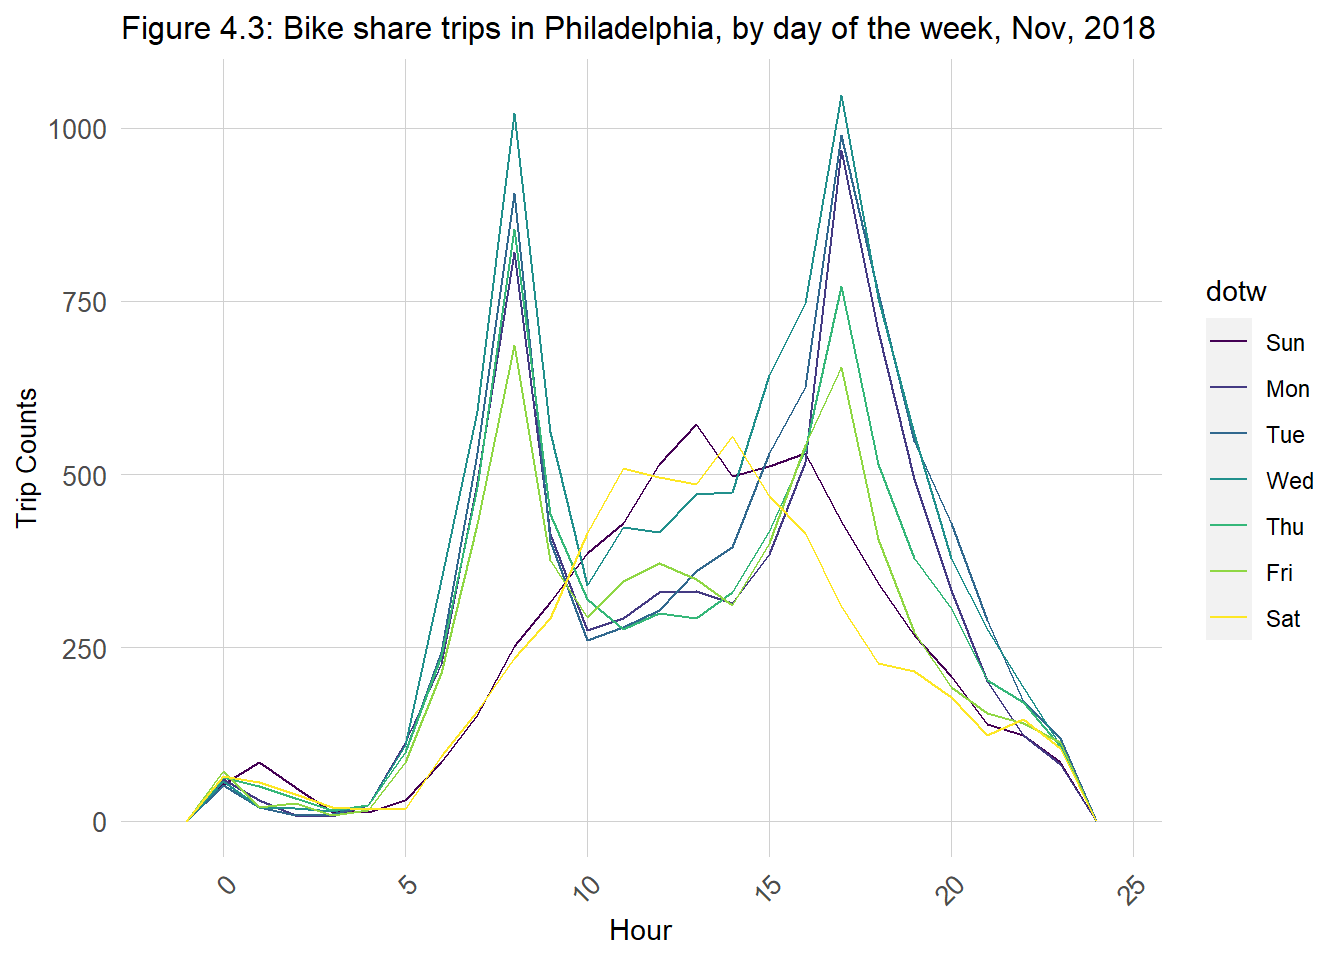 Figure 4.3: Bike share trips in Philadelphia, by day of the week, Nov, 2018
1000
750
500
250
0
Trip Counts
0
5
10
15
20
25
Hour
dotw
Sun
Mon
Tue
Wed
Thu
Fri
Sat